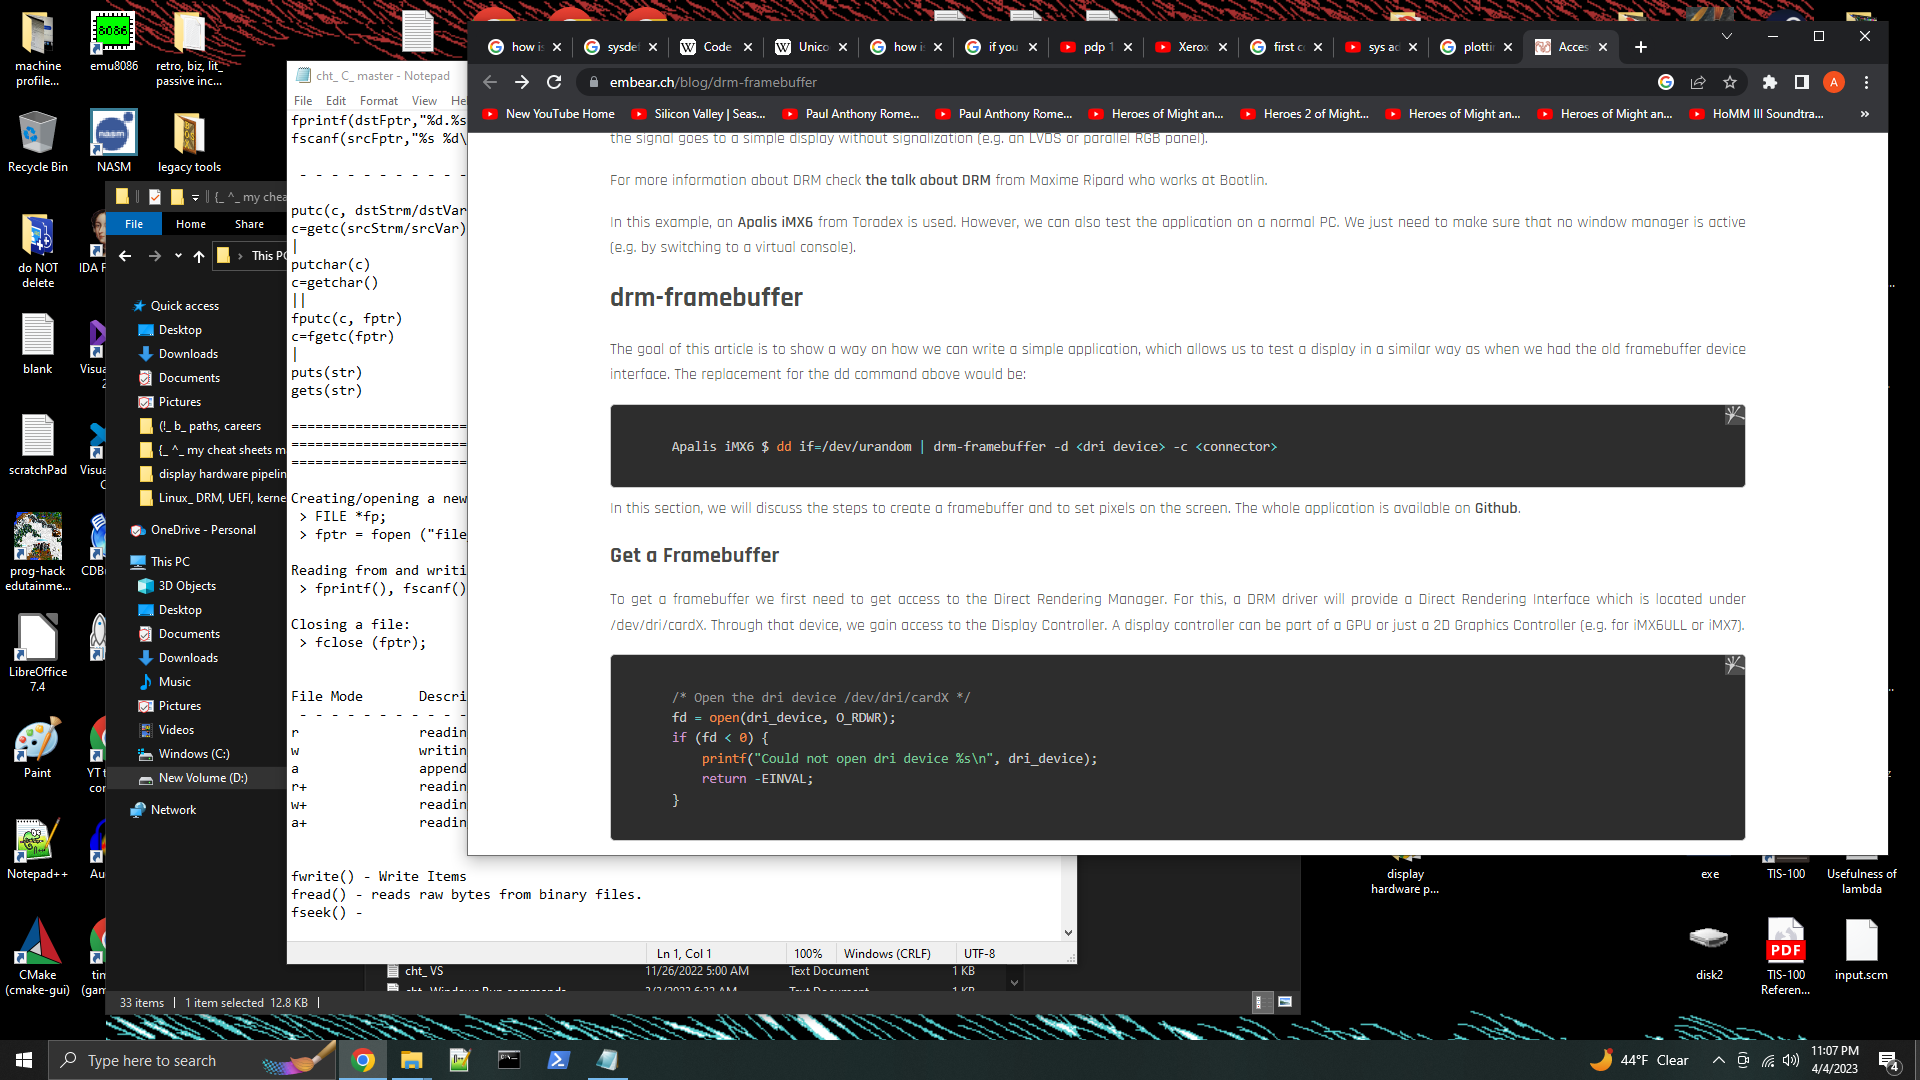 machine
profile...
emu8086
retro, biz, lit_
passive inc...
Recycle Bin
NASM
legacy tools
do NOT
delete
IDA F
blank
Visua
2
scratchPad
Visua
C
prog-hack
edutainme...
CDB
LibreOffice
7.4
Paint
YT t
co
Notepad++
Au
CMake
(cmake-gui)
tim
(gam
{_ ^_ my chea
File
Home
Share
This PC
Quick access
Desktop
Downloads
Documents
Pictures
(!_ b_ paths, careers
{_ ^_ my cheat sheets m
display hardware pipelin
Linux_ DRM, UEFI, kerne
OneDrive - Personal
This PC
3D Objects
Desktop
Documents
Downloads
Music
Pictures
Videos
Windows (C:)
New Volume (D:)
Network
33 items
1 item selected 12.8 KB
cht_ VS
11/26/2022 5:00 AM
Text Document
1 KB
cht_ Windows Run commands
Text Document
1 KB
cht_ C_ master - Notepad
File Edit Format View Hel
fprintf(dstFptr,"%d.%s
fscanf(srcFptr,"%s %d\
- - - - - - - - - - -
putc(c, dstStrm/dstVar
c=getc(srcStrm/srcVar)
|
putchar(c)
c=getchar()
||
fputc(c, fptr)
c=fgetc(fptr)
|
puts(str)
gets(str)
======================
======================
======================
Creating/opening a new
> FILE *fp;
> fptr = fopen ("file
Reading from and writi
> fprintf(), fscanf()
Closing a file:
> fclose (fptr);
File Mode Descri
- - - - - - - - - - -
r readin
w writin
a append
r+ readin
w+ readin
a+ readin
fwrite() - Write Items
fread() - reads raw bytes from binary files.
fseek() -
Ln 1, Col 1
100%
Windows (CRLF)
UTF-8
how is
sysde
Code
Unico
how is
if you
pdp 1
Xerox
first c
sys ad
plotti
Acces
embear.ch/blog/drm-framebuffer
A
New YouTube Home
Silicon Valley | Seas...
Paul Anthony Rome...
Paul Anthony Rome...
Heroes of Might an...
Heroes 2 of Might...
Heroes of Might an...
Heroes of Might an...
HoMM III Soundtra...
»
the signal goes to a simple display without signalization (e.g. an LVDS or parallel RGB panel).
For more information about DRM check the talk about DRM from Maxime Ripard who works at Bootlin.
In this example, an Apalis iMX6 from Toradex is used. However, we can also test the application on a normal PC. We just need to make sure that no window manager is active
(e.g. by switching to a virtual console).
drm-framebuffer
The goal of this article is to show a way on how we can write a simple application, which allows us to test a display in a similar way as when we had the old framebuffer device
interface. The replacement for the dd command above would be:
Apalis iMX6 $ dd if=/dev/urandom | drm-framebuffer -d <dri device> -c <connector>
In this section, we will discuss the steps to create a framebuffer and to set pixels on the screen. The whole application is available on Github.
Get a Framebuffer
To get a framebuffer we first need to get access to the Direct Rendering Manager. For this, a DRM driver will provide a Direct Rendering Interface which is located under
/dev/dri/cardX. Through that device, we gain access to the Display Controller. A display controller can be part of a GPU or just a 2D Graphics Controller (e.g. for iMX6ULL or iMX7).
/* Open the dri device /dev/dri/cardX */
fd = open(dri_device, O_RDWR);
if (fd < 0) {
printf("Could not open dri device %s\n", dri_device);
return -EINVAL;
}
display
hardware p...
exe
TIS-100
Usefulness of
lambda
disk2
PDF
TIS-100
Referen...
input.scm
Type here to search
44°F Clear
11:07 PM
4/4/2023
4